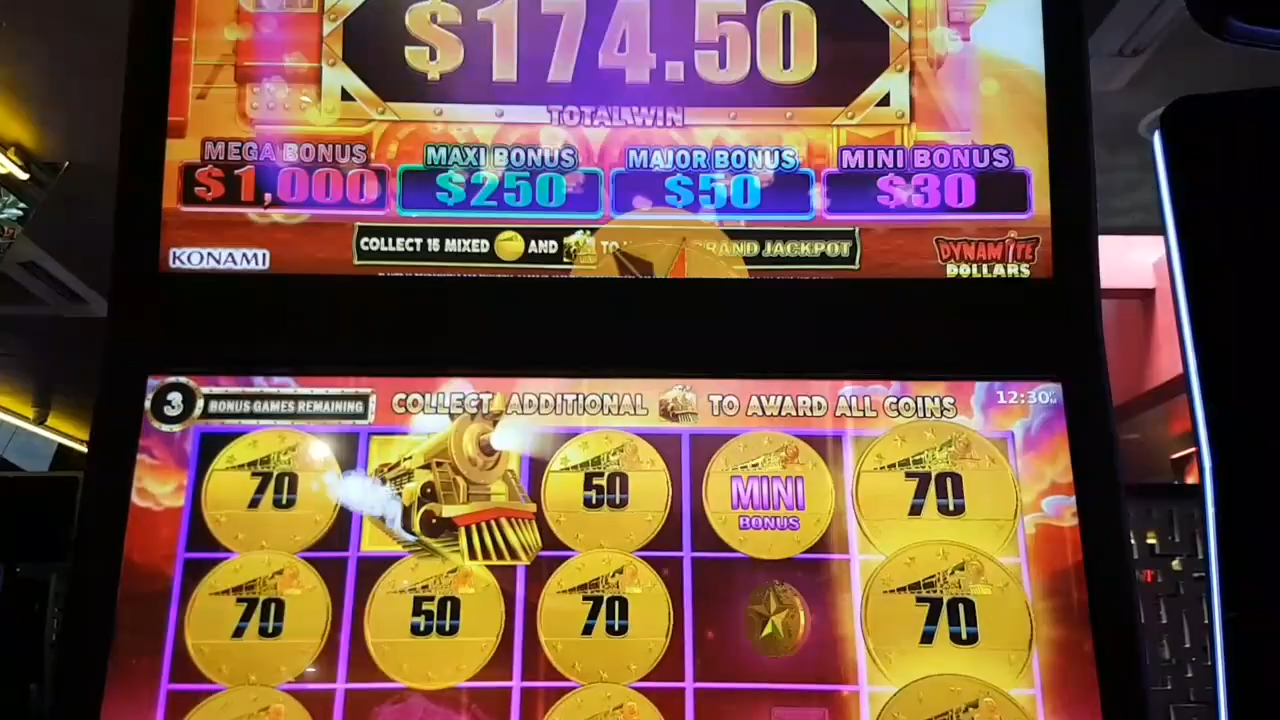 $174.50
TOTAL WIN
MEGA BONUS MAXI BONUS MAJOR BONUS MINI BONUS
$1,000 $250 $50 $30
COLLECT 15 MIXED AND JACKPOT
KONAMI
DYNAMITE
DOLLARS
3 BONUS GAMES REMAINING
COLLECT ADDITIONAL TO AWARD ALL COINS
12:30
70 50 MINI BONUS 70
70 50 70 70